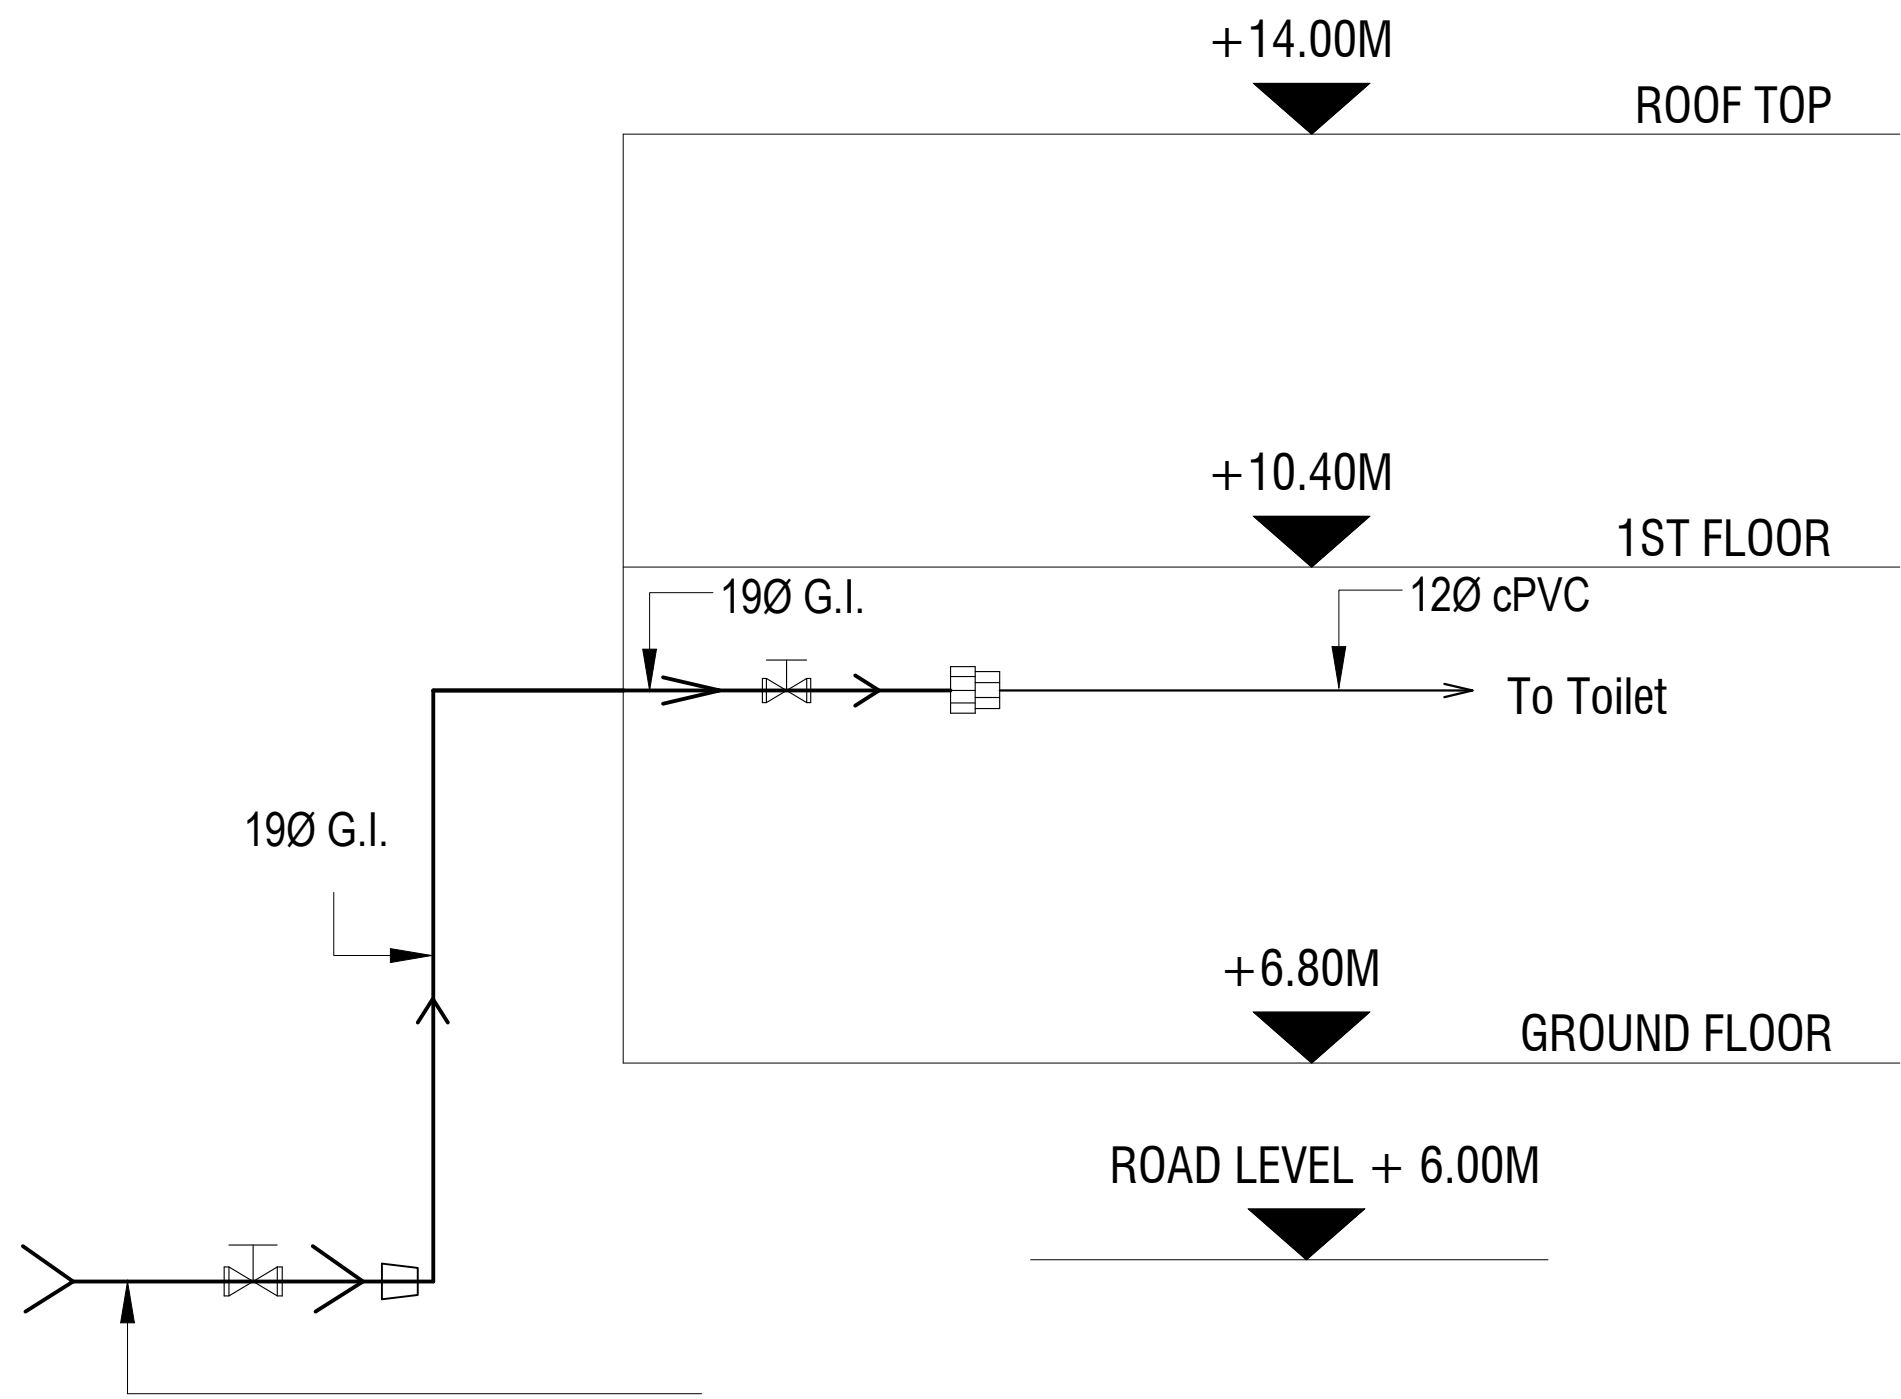 +14.00M
ROOF TOP
+10.40M
1ST FLOOR
19Ø G.I.
12Ø cPVC
To Toilet
19Ø G.I.
+6.80M
GROUND FLOOR
ROAD LEVEL + 6.00M